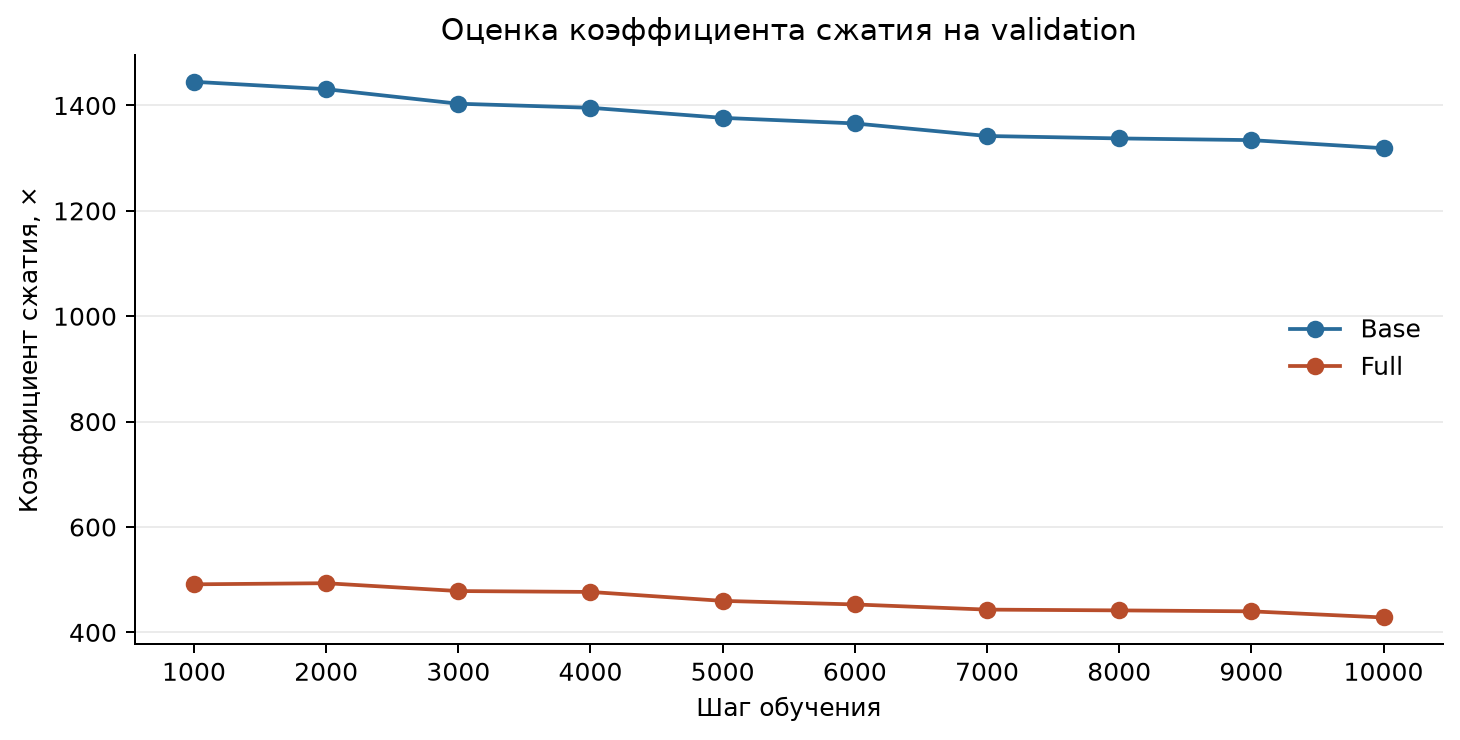 Оценка коэффициента сжатия на validation
Коэффициент сжатия, ×
1400
1200
1000
800
600
400
Base
Full
1000 2000 3000 4000 5000 6000 7000 8000 9000 10000
Шаг обучения